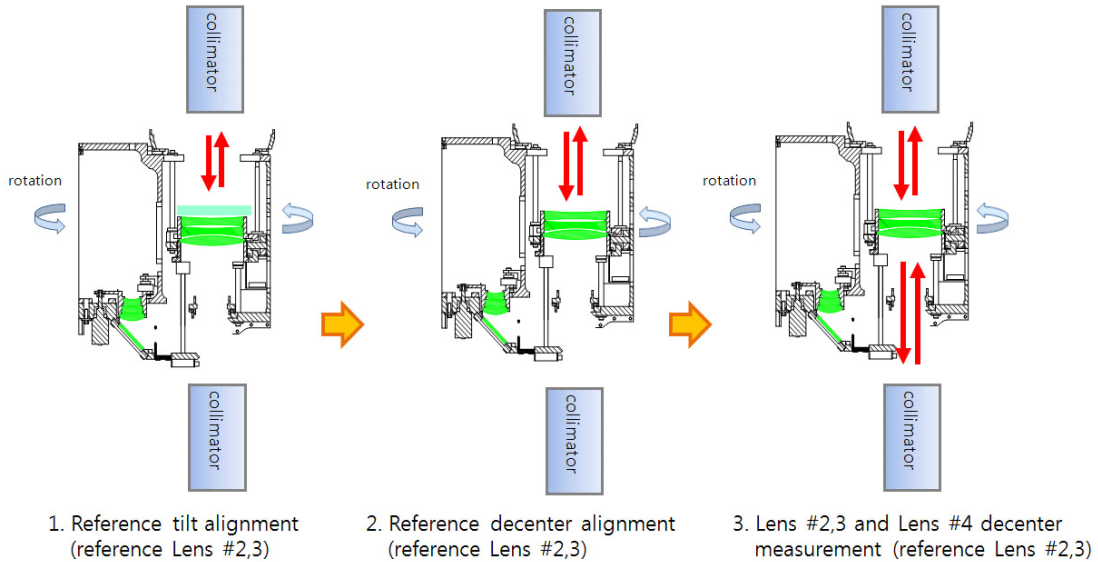 collimator
collimator
collimator
rotation
rotation
rotation
collimator
collimator
collimator
1. Reference tilt alignment
(reference Lens #2,3)
2. Reference decenter alignment
(reference Lens #2,3)
3. Lens #2,3 and Lens #4 decenter
measurement (reference Lens #2,3)